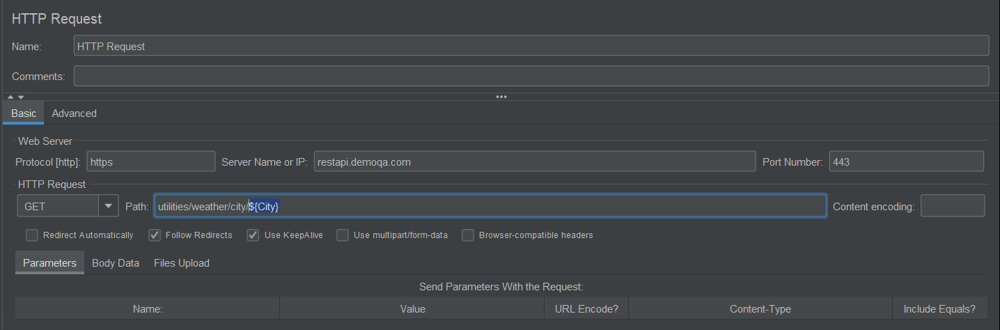 HTTP Request
Name: HTTP Request
Comments:
•••
Basic Advanced
Web Server
Protocol [http]: https Server Name or IP: restapi.demoqa.com Port Number: 443
HTTP Request
GET Path: utilities/weather/city/${City} Content encoding:
Redirect Automatically Follow Redirects Use KeepAlive Use multipart/form-data Browser-compatible headers
Parameters Body Data Files Upload
Send Parameters With the Request:
Name: Value URL Encode? Content-Type Include Equals?